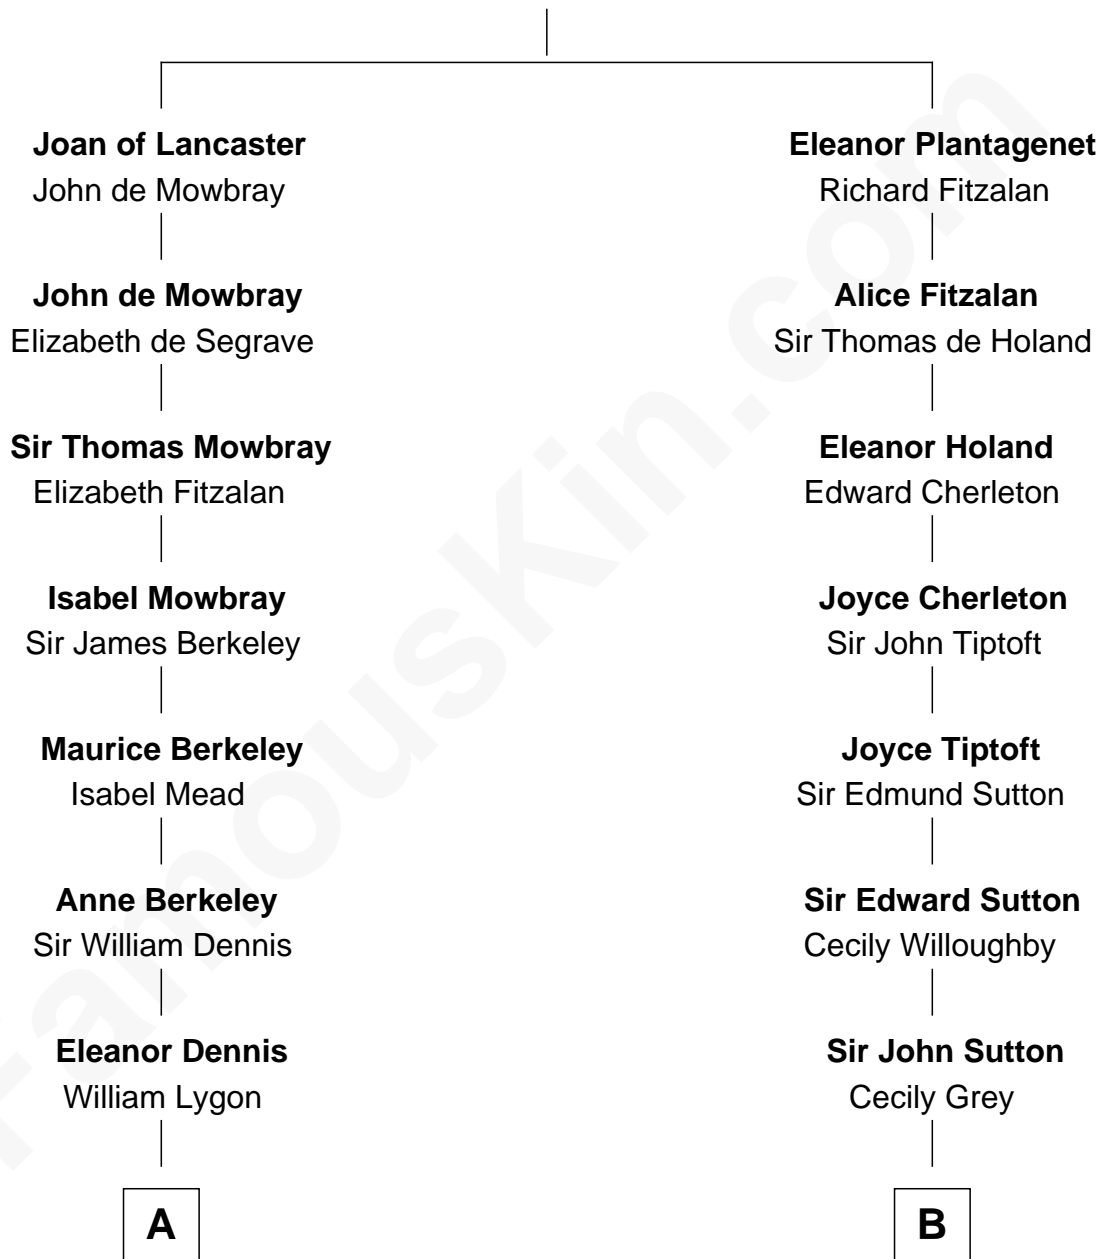 Joan of Lancaster
John de Mowbray
John de Mowbray
Elizabeth de Segrave
Sir Thomas Mowbray
Elizabeth Fitzalan
Isabel Mowbray
Sir James Berkeley
Maurice Berkeley
Isabel Mead
Anne Berkeley
Sir William Dennis
Eleanor Dennis
William Lygon
A
Eleanor Plantagenet
Richard Fitzalan
Alice Fitzalan
Sir Thomas de Holand
Eleanor Holand
Edward Cherleton
Joyce Cherleton
Sir John Tiptoft
Joyce Tiptoft
Sir Edmund Sutton
Sir Edward Sutton
Cecily Willoughby
Sir John Sutton
Cecily Grey
B
FamousKin.com